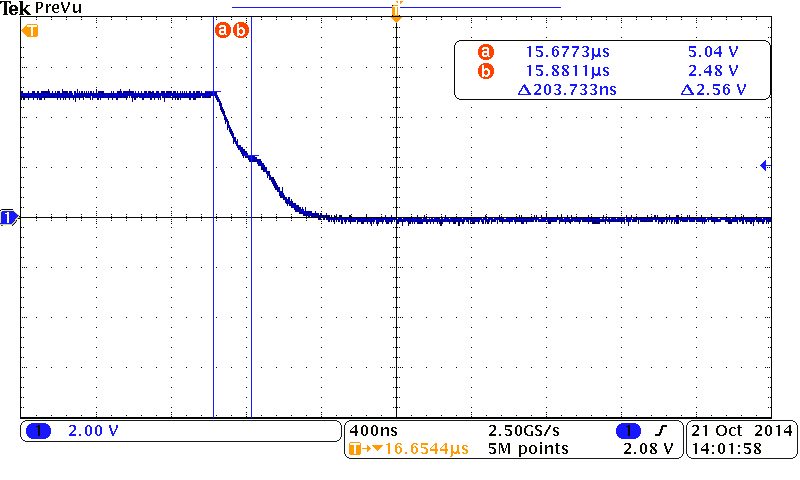 Tek PreVu
T
T a b
a 15.6773µs 5.04 V
b 15.8811µs 2.48 V
Δ203.733ns Δ2.56 V
1
1 2.00 V
400ns 2.50GS/s 1 21 Oct 2014
T→▼16.6544µs 5M points 2.08 V 14:01:58